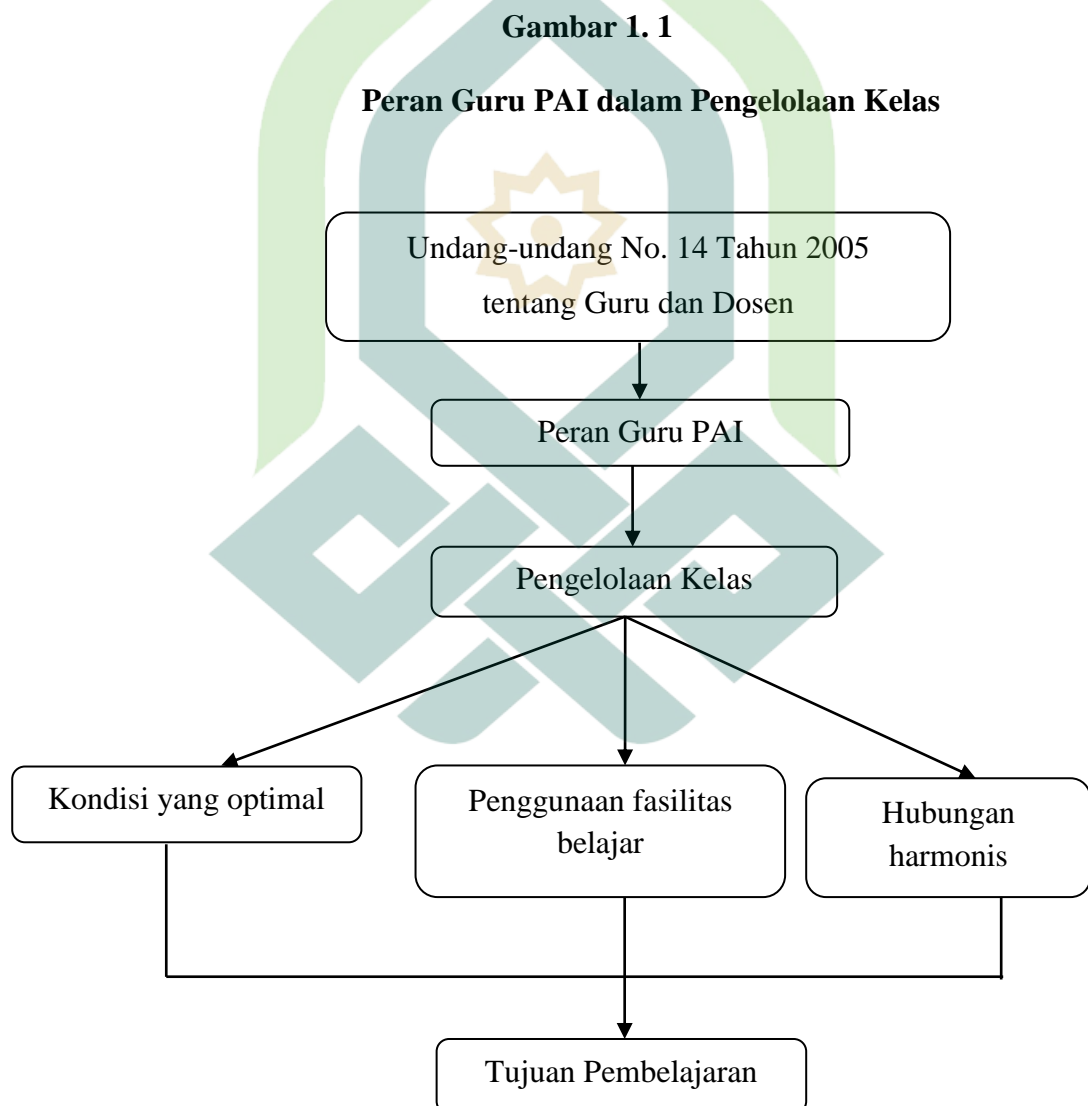 Gambar 1. 1
Peran Guru PAI dalam Pengelolaan Kelas
Undang-undang No. 14 Tahun 2005
tentang Guru dan Dosen
Peran Guru PAI
Pengelolaan Kelas
Kondisi yang optimal
Penggunaan fasilitas
belajar
Hubungan
harmonis
Tujuan Pembelajaran